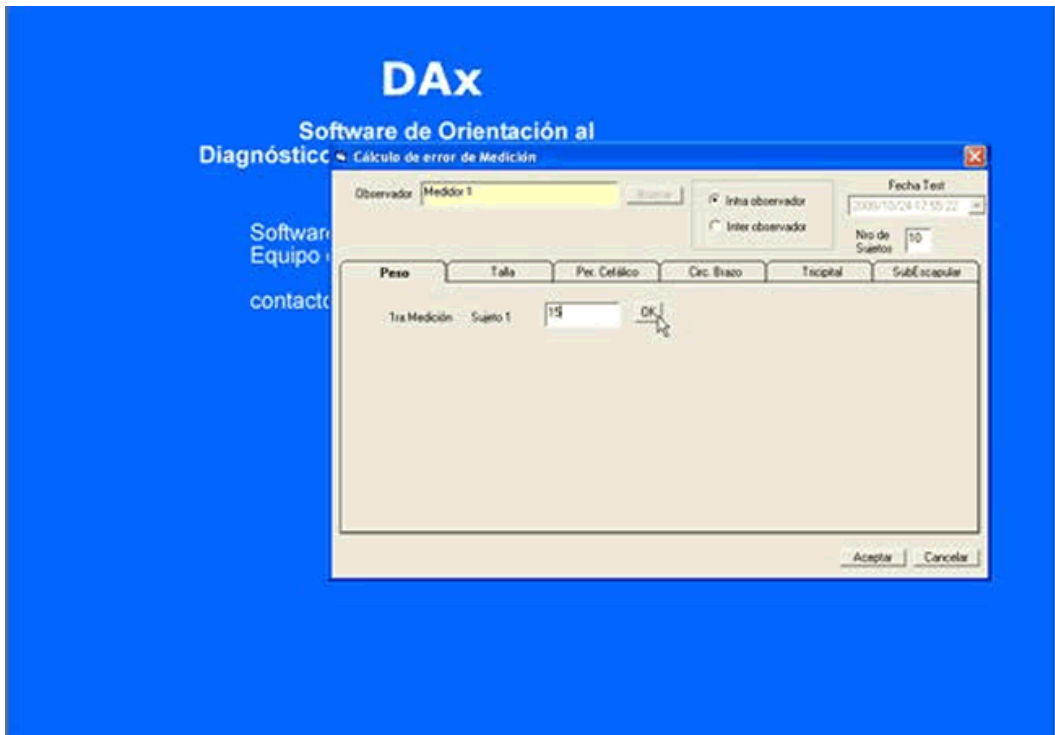 DAx
Software de Orientación al
Diagnóstico
Cálculo de error de Medición
Observador Medidor 1
Intra observador
Inter observador
Fecha Test
Nro de
Sujetos 10
Softwar
Equipo
contacto
Peso Talla Per. Cefálico Circ. Brazo Tricipital SubEscapular
1ra.Medición Sujeto 1 15 OK
Aceptar Cancelar